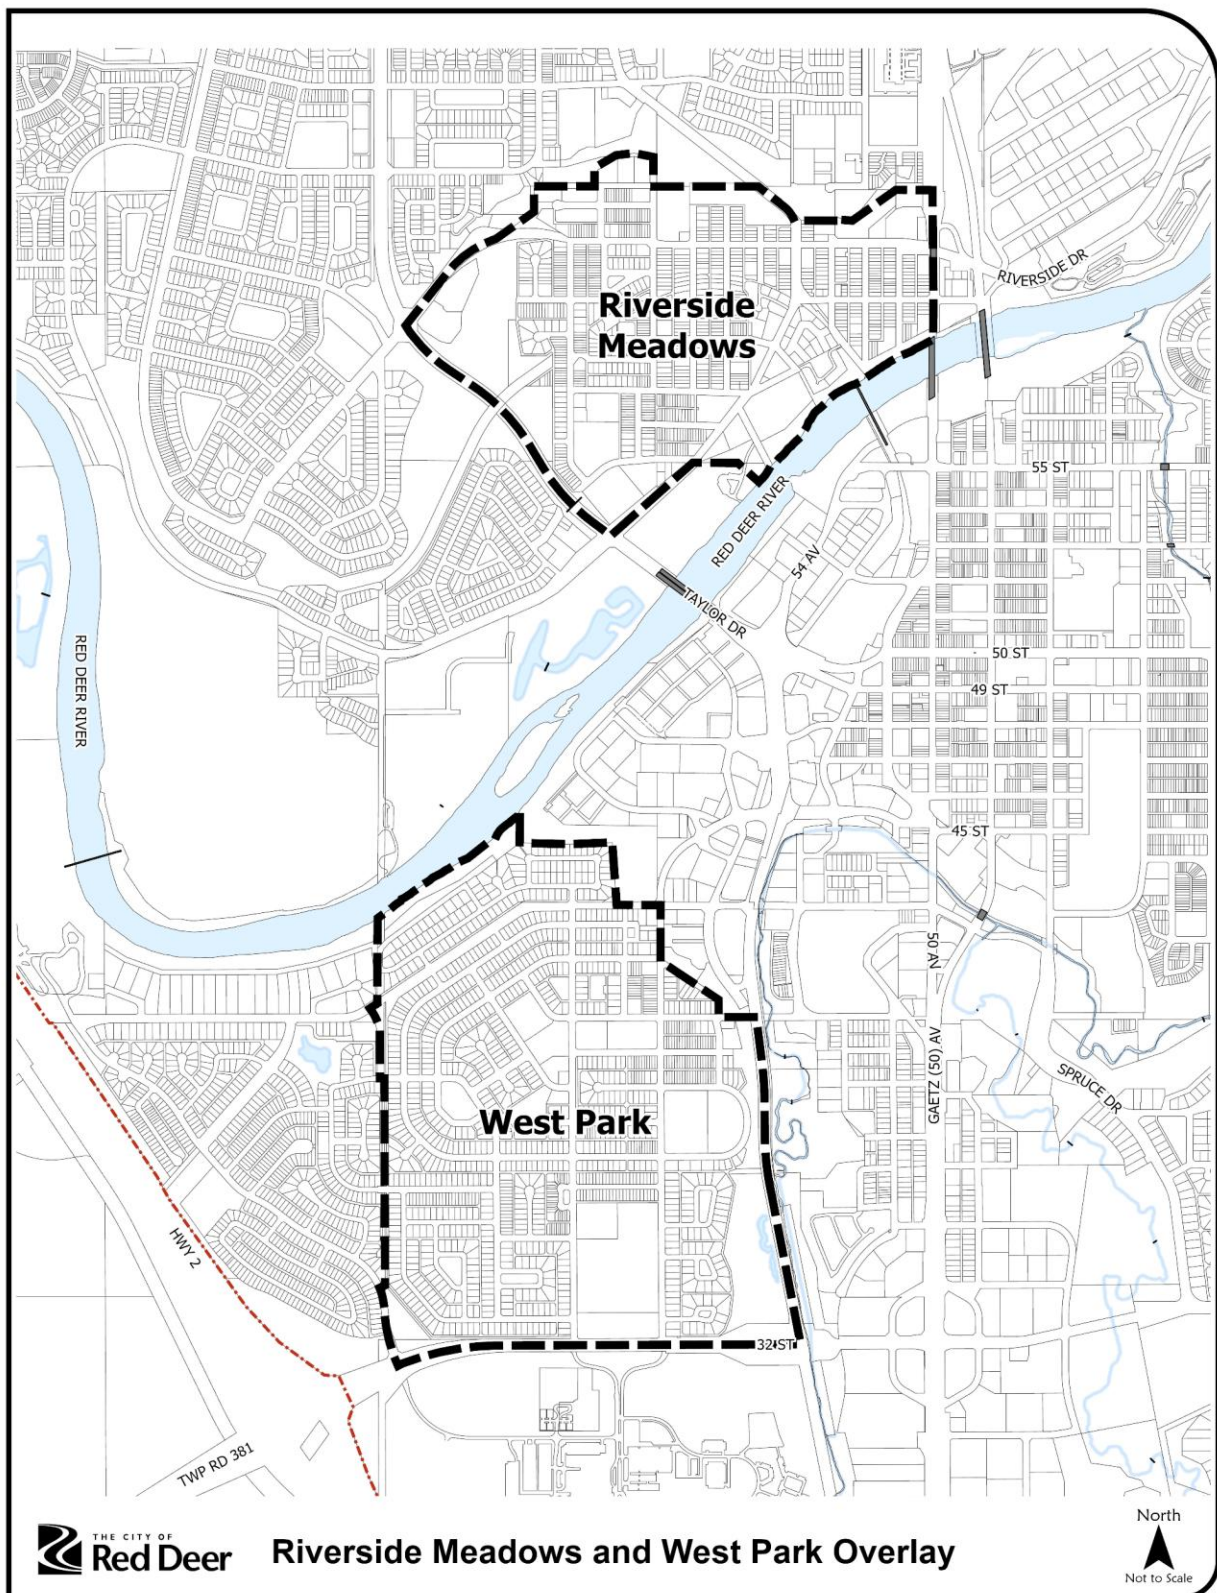 RIVERSIDE DR
Riverside
Meadows
55 ST
RED DEER RIVER
54 AV
TAYLOR DR
50 ST
49 ST
RED DEER RIVER
45 ST
50 AV
GAETZ (50) AV
SPRUCE DR
West Park
HWY 2
32 ST
TWP RD 381
THE CITY OF
Red Deer
Riverside Meadows and West Park Overlay
North
Not to Scale